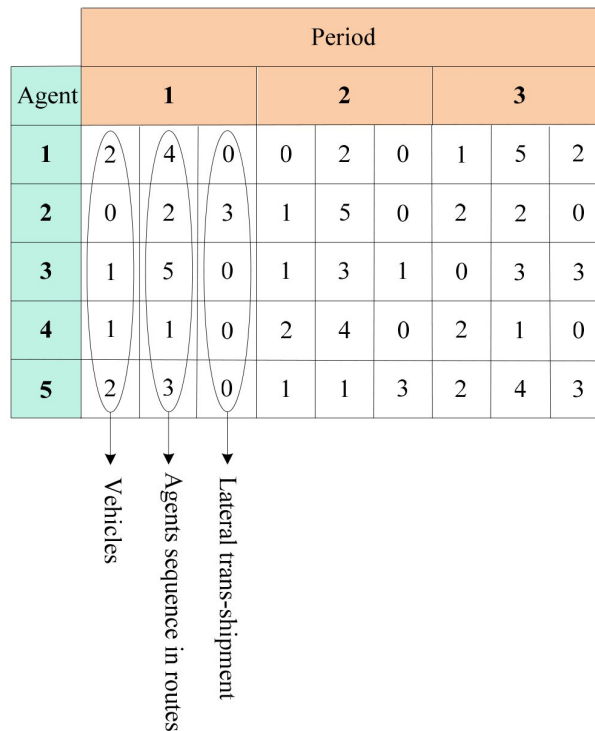 Period
Agent 1 2 3
1 2 4 0 0 2 0 1 5 2
2 0 2 3 1 5 0 2 2 0
3 1 5 0 1 3 1 0 3 3
4 1 1 0 2 4 0 2 1 0
5 2 3 0 1 1 3 2 4 3
Vehicles
Agents sequence in routes
Lateral trans-shipment